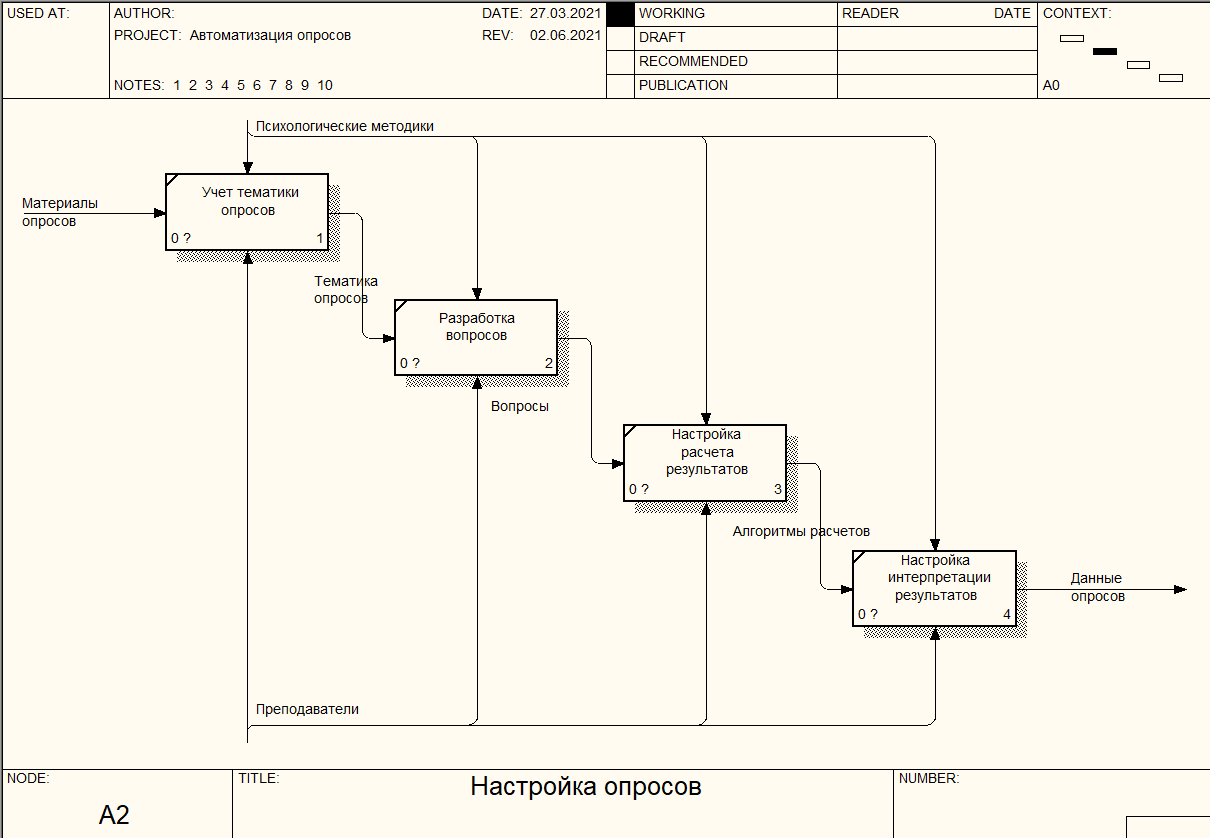 USED AT:
AUTHOR:
DATE: 27.03.2021
WORKING
READER
DATE
CONTEXT:
PROJECT: Автоматизация опросов
REV: 02.06.2021
DRAFT
RECOMMENDED
NOTES: 1 2 3 4 5 6 7 8 9 10
PUBLICATION
A0
Психологические методики
Материалы
опросов
Учет тематики
опросов
0 ?
1
Тематика
опросов
Разработка
вопросов
0 ?
2
Вопросы
Настройка
расчета
результатов
0 ?
3
Алгоритмы расчетов
Настройка
интерпретации
результатов
0 ?
4
Данные
опросов
Преподаватели
NODE:
A2
TITLE:
Настройка опросов
NUMBER: